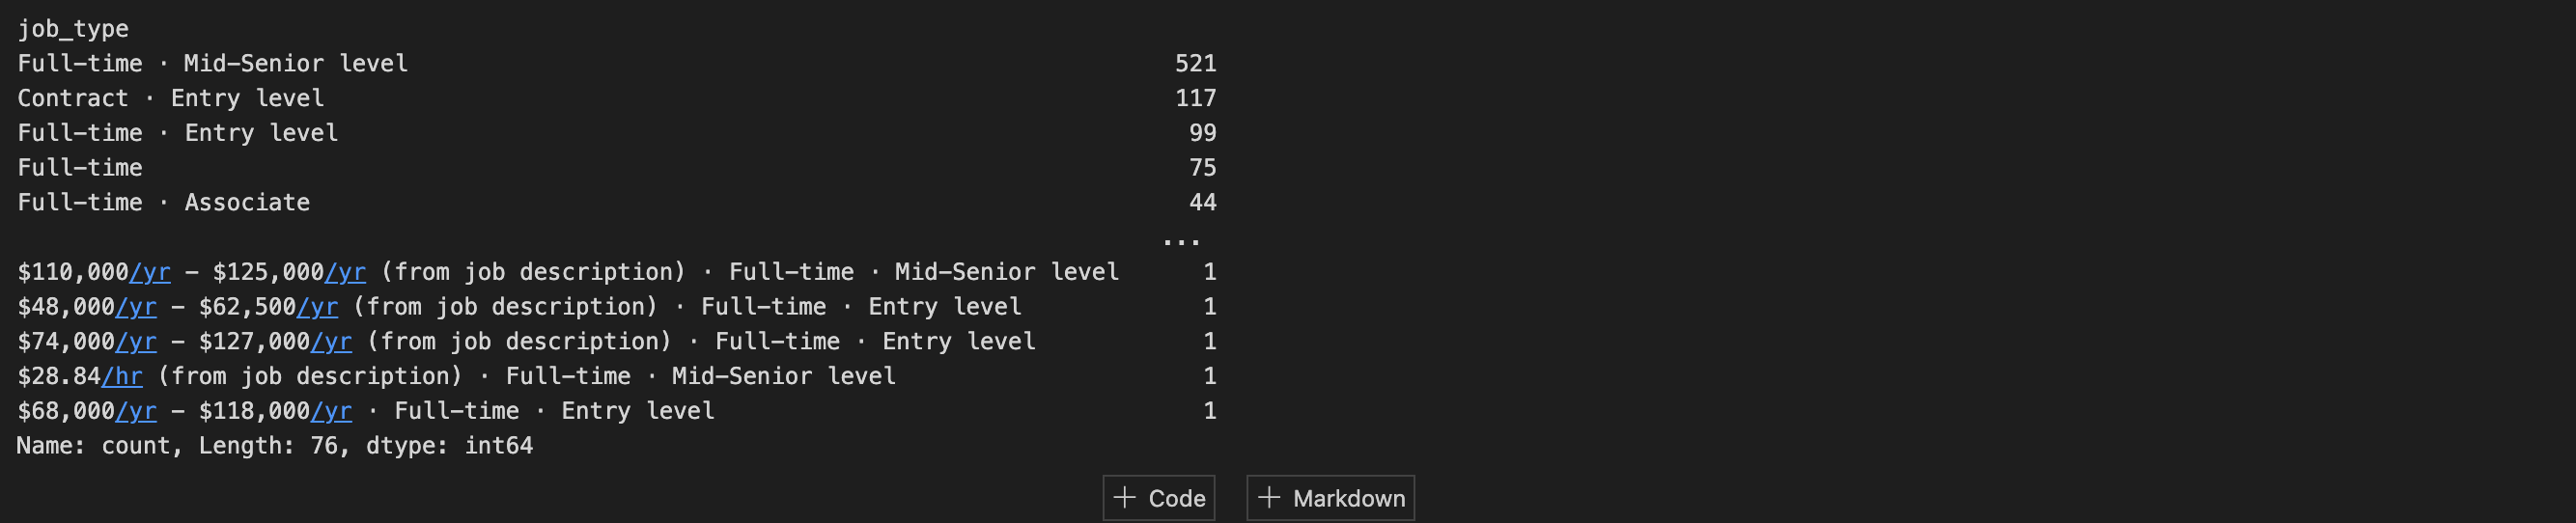 job_type
Full-time · Mid-Senior level 521
Contract · Entry level 117
Full-time · Entry level 99
Full-time 75
Full-time · Associate 44
...
$110,000/yr - $125,000/yr (from job description) · Full-time · Mid-Senior level 1
$48,000/yr - $62,500/yr (from job description) · Full-time · Entry level 1
$74,000/yr - $127,000/yr (from job description) · Full-time · Entry level 1
$28.84/hr (from job description) · Full-time · Mid-Senior level 1
$68,000/yr - $118,000/yr · Full-time · Entry level 1
Name: count, Length: 76, dtype: int64
+ Code + Markdown